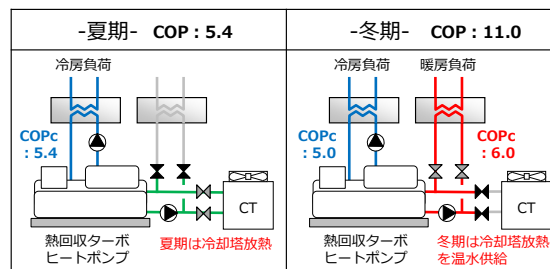 -夏期- COP : 5.4
冷房負荷
COPc
: 5.4
CT
熱回収ターボ
ヒートポンプ
夏期は冷却塔放熱
-冬期- COP : 11.0
冷房負荷
暖房負荷
COPc
: 5.0
COPc
: 6.0
CT
熱回収ターボ
ヒートポンプ
冬期は冷却塔放熱
を温水供給